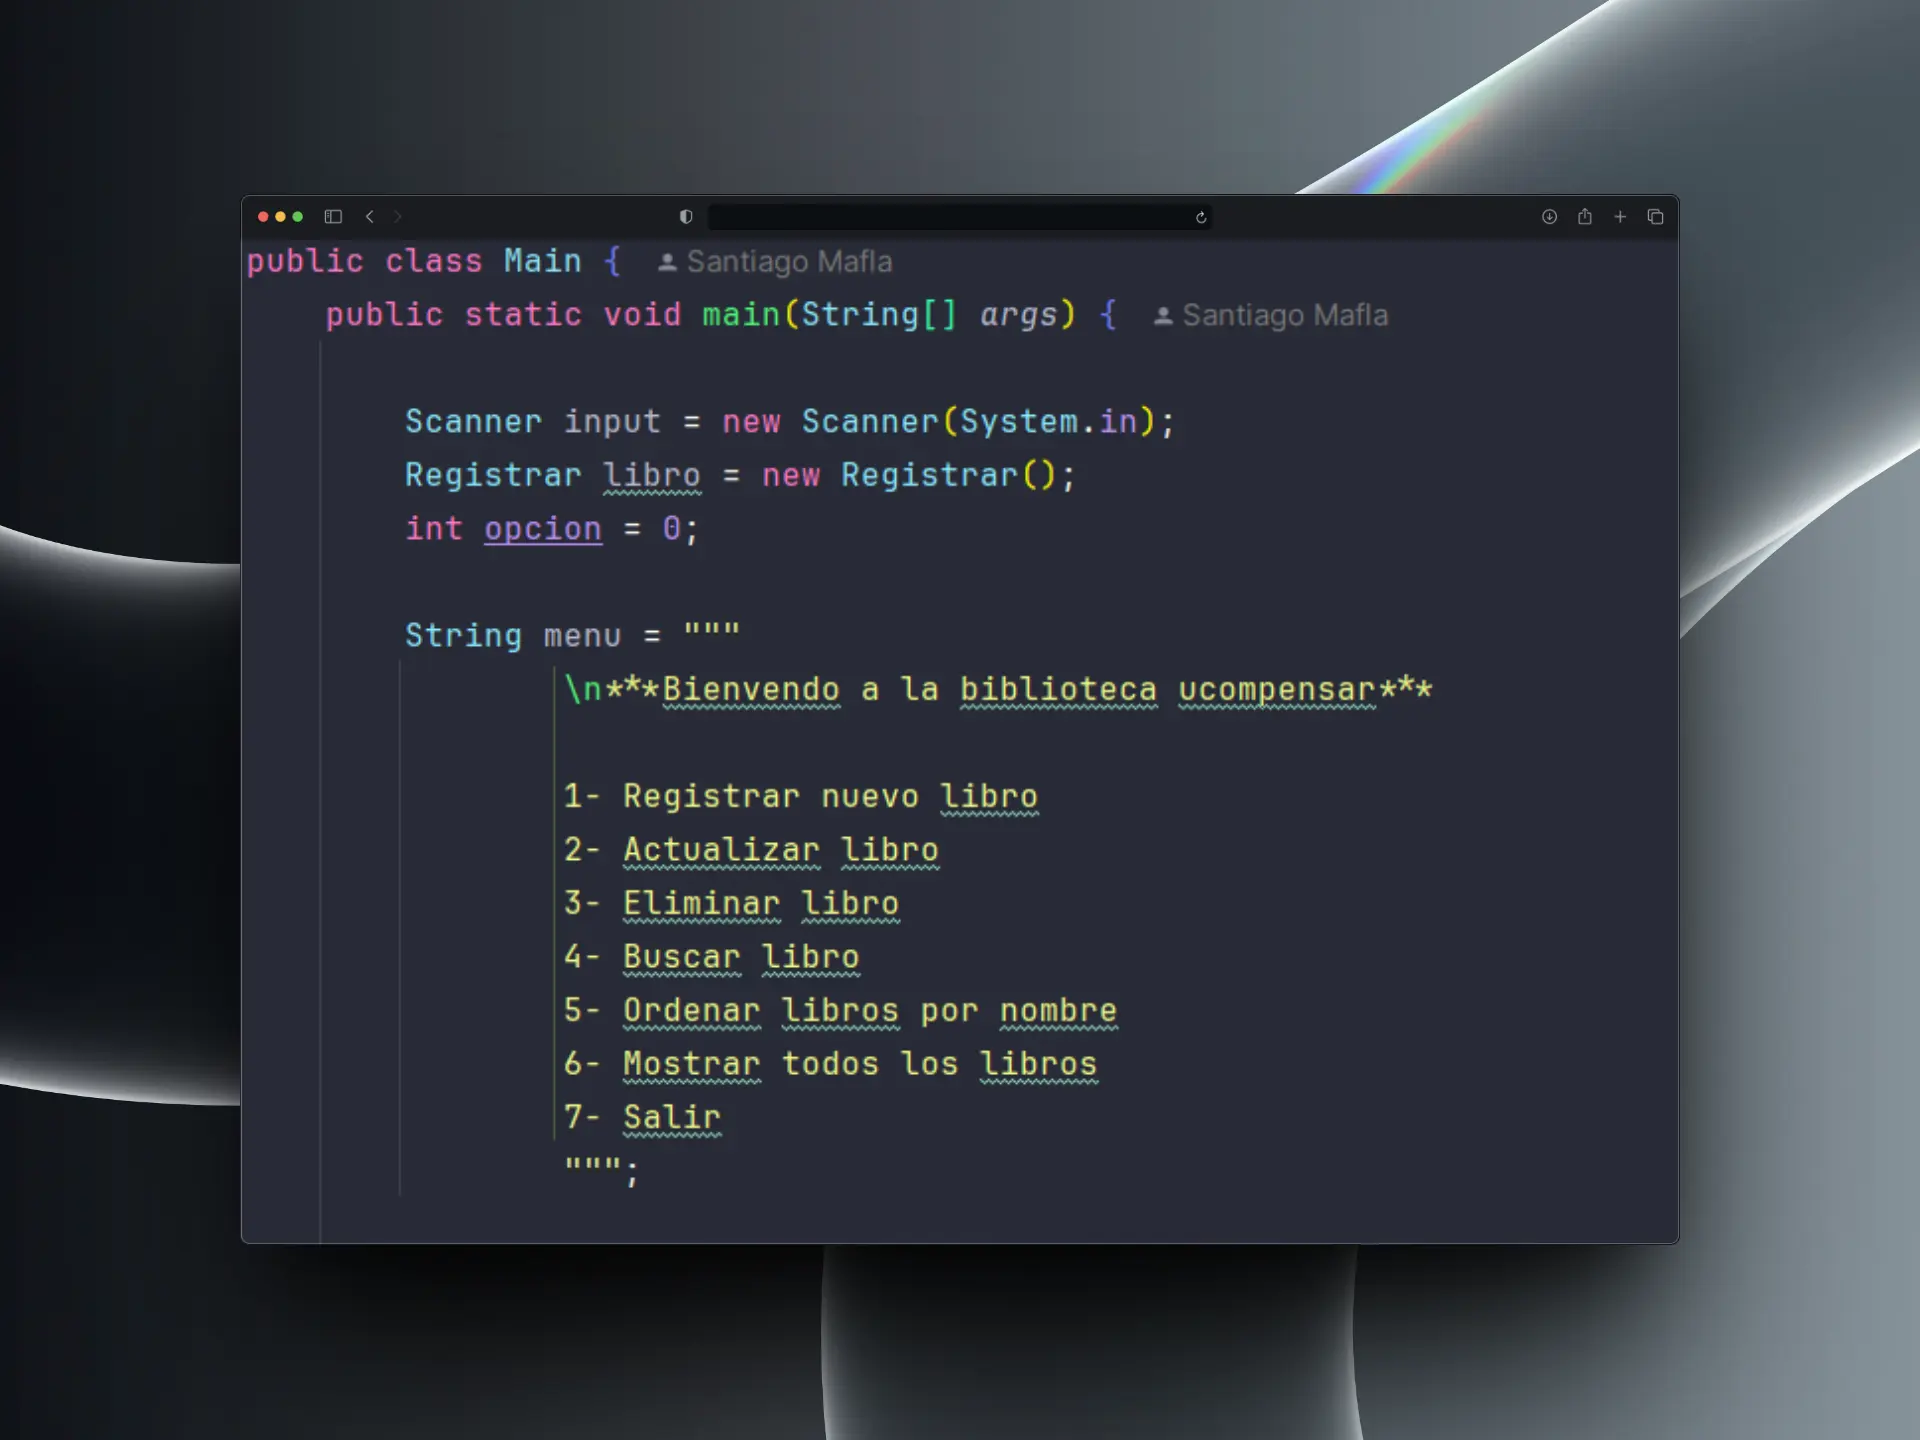 public class Main { Santiago Mafla
public static void main(String[] args) { Santiago Mafla
Scanner input = new Scanner(System.in);
Registrar libro = new Registrar();
int opcion = 0;
String menu = """
\n***Bienvendo a la biblioteca ucompensar***
1- Registrar nuevo libro
2- Actualizar libro
3- Eliminar libro
4- Buscar libro
5- Ordenar libros por nombre
6- Mostrar todos los libros
7- Salir
""";